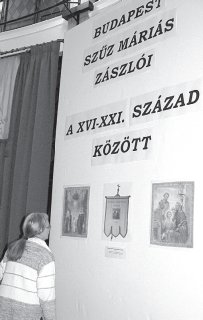 BUDAPEST
SZŰZ MÁRIÁS
ZÁSZLÓI
A XVI-XXI. SZÁZAD
KÖZÖTT